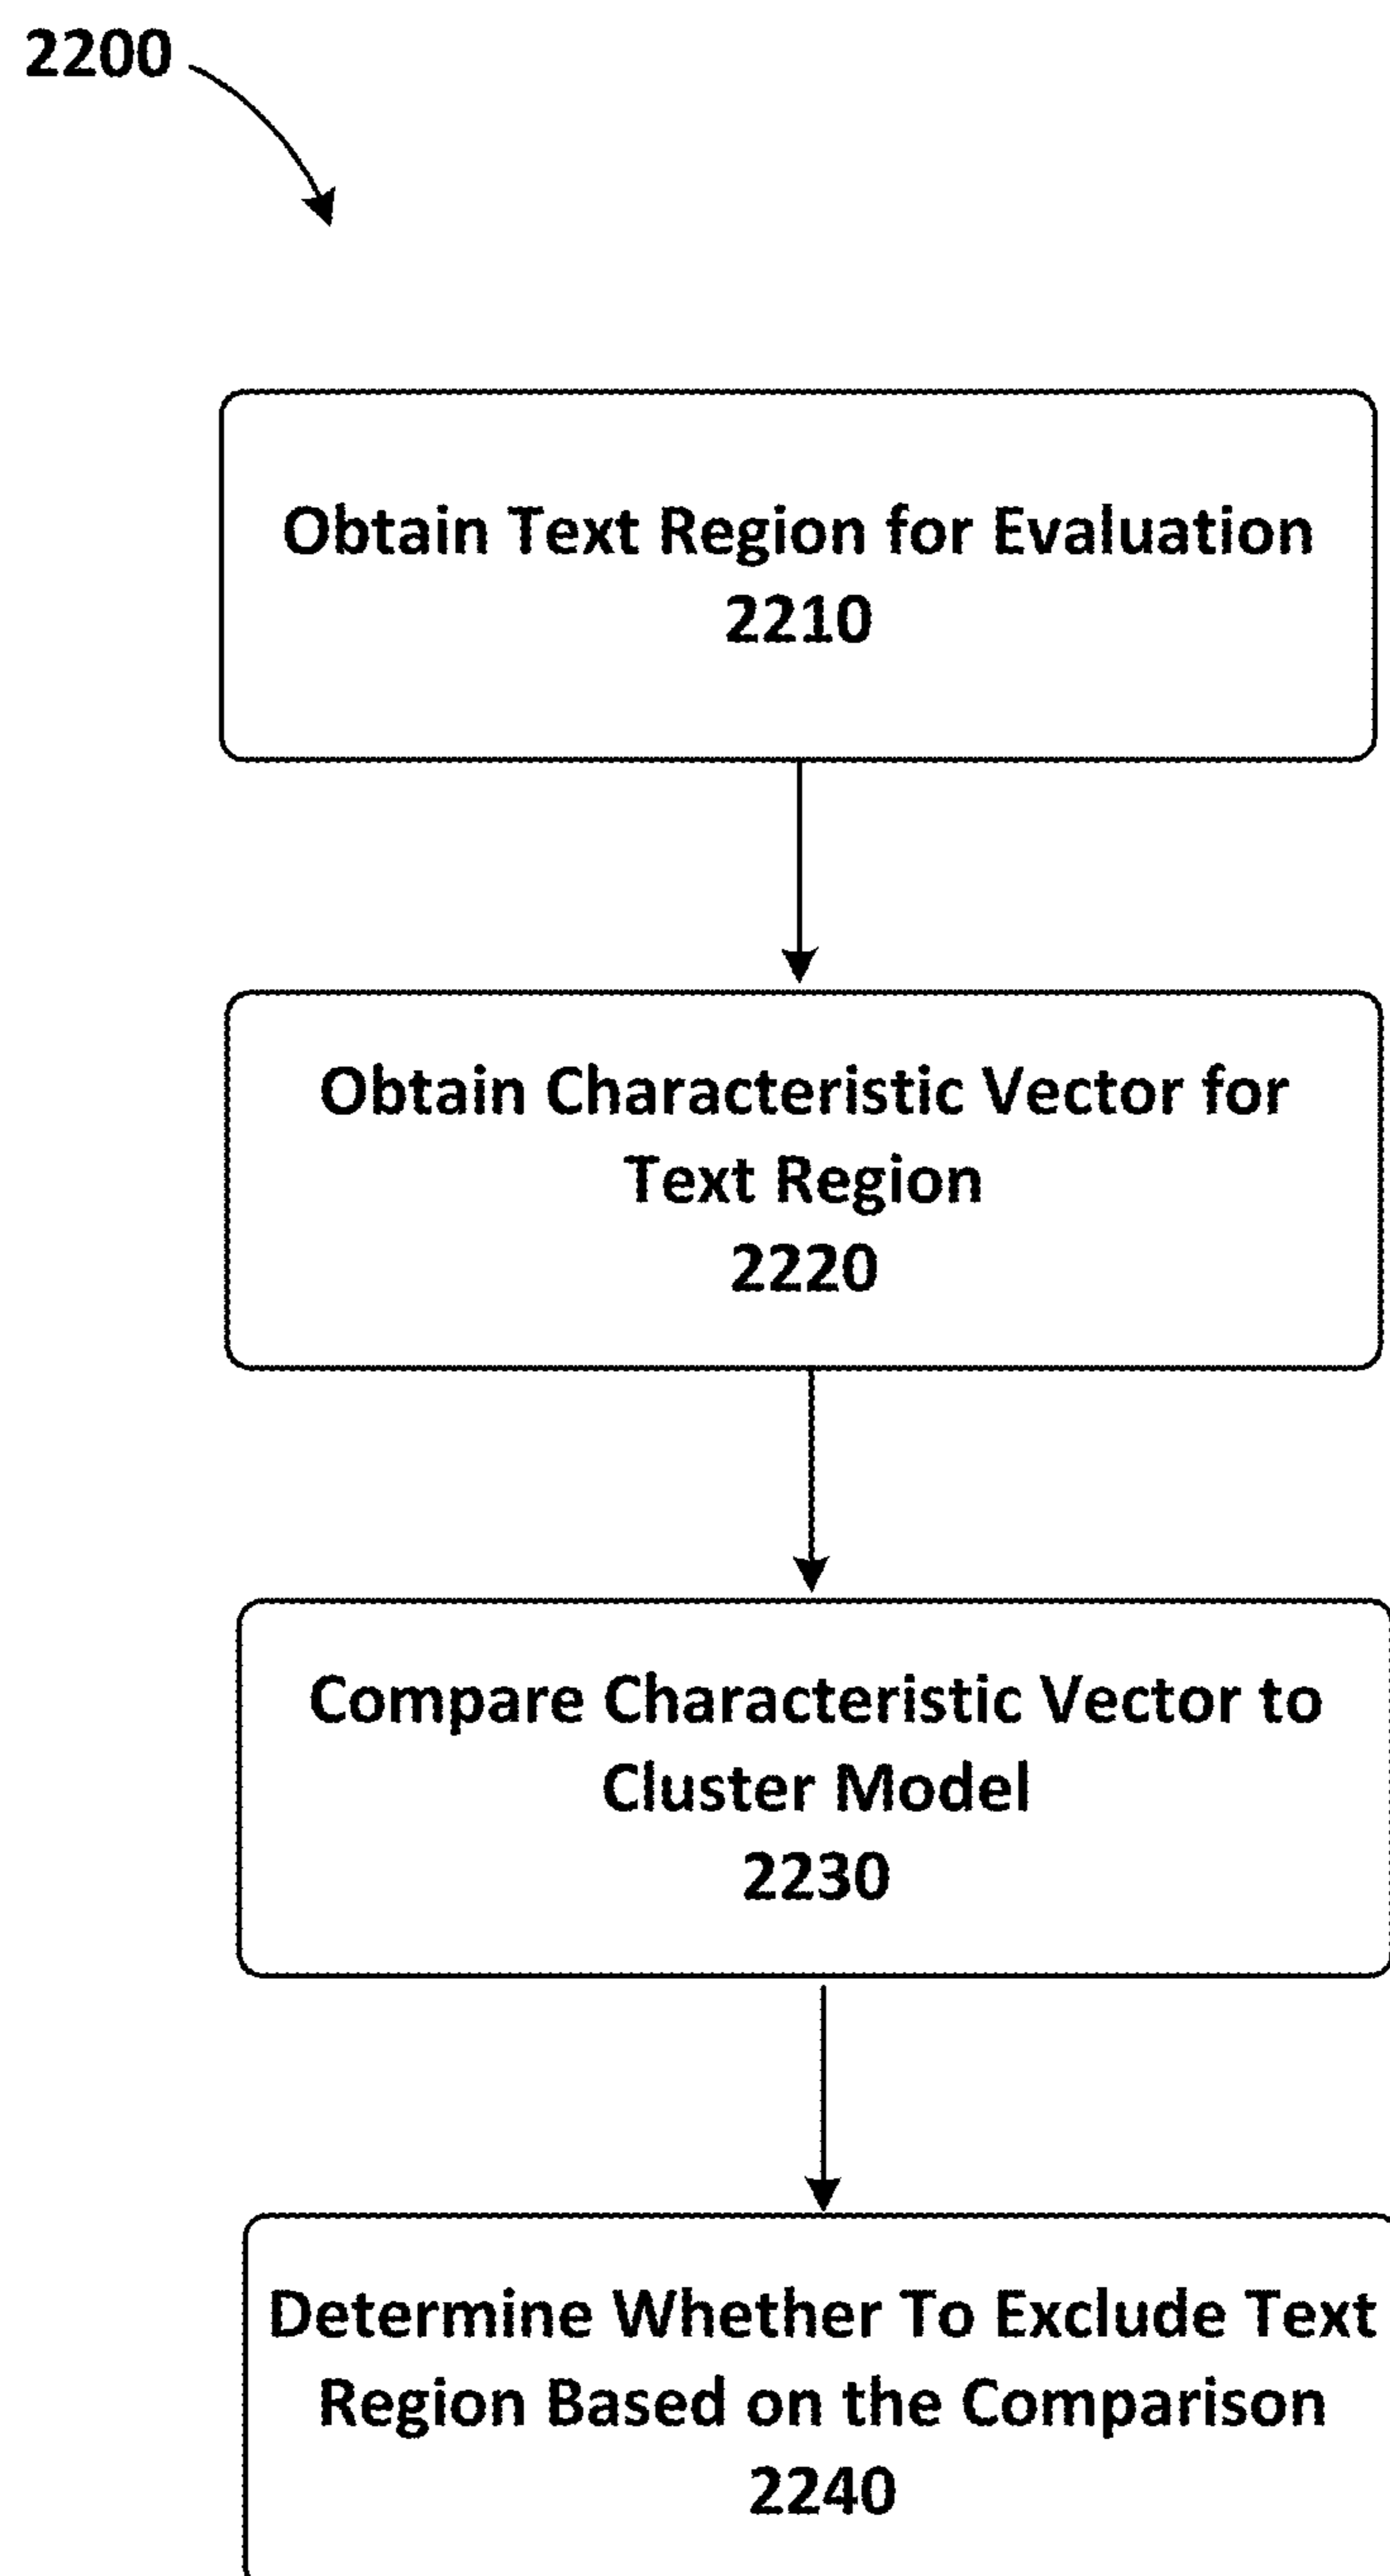 2200
Obtain Text Region for Evaluation
2210
Obtain Characteristic Vector for
Text Region
2220
Compare Characteristic Vector to
Cluster Model
2230
Determine Whether To Exclude Text
Region Based on the Comparison
2240